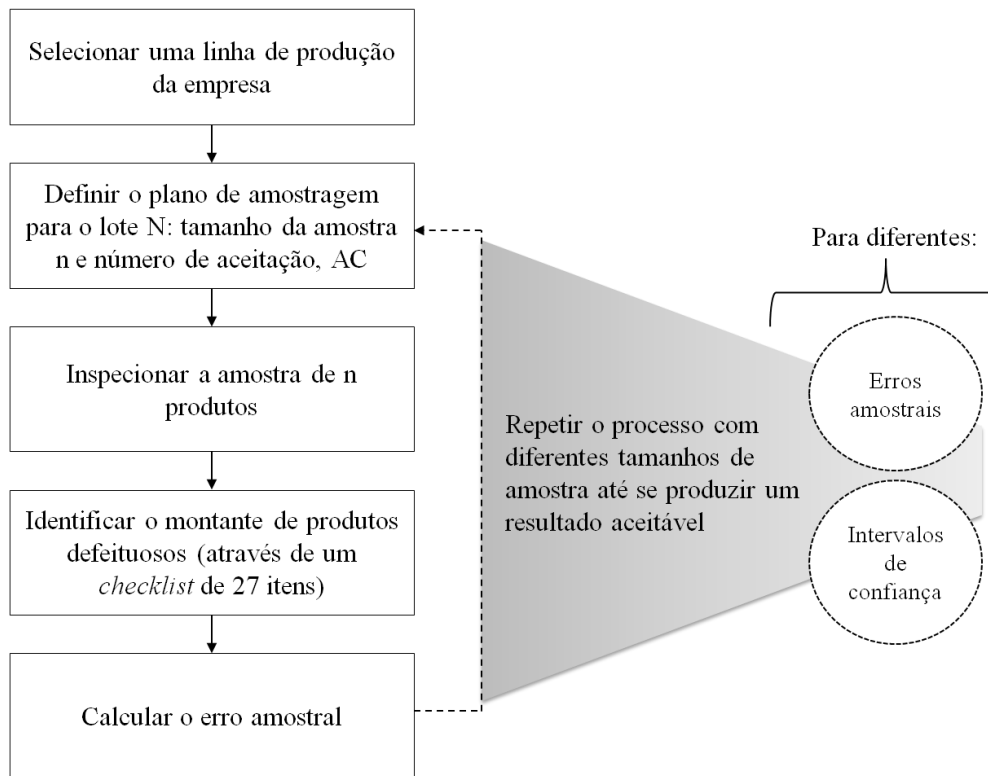 Selecionar uma linha de produção
da empresa
Definir o plano de amostragem
para o lote N: tamanho da amostra
n e número de aceitação, AC
Inspecionar a amostra de n
produtos
Identificar o montante de produtos
defeituosos (através de um
checklist de 27 itens)
Calcular o erro amostral
Repetir o processo com
diferentes tamanhos de
amostra até se produzir um
resultado aceitável
Para diferentes:
Erros
amostrais
Intervalos
de
confiança